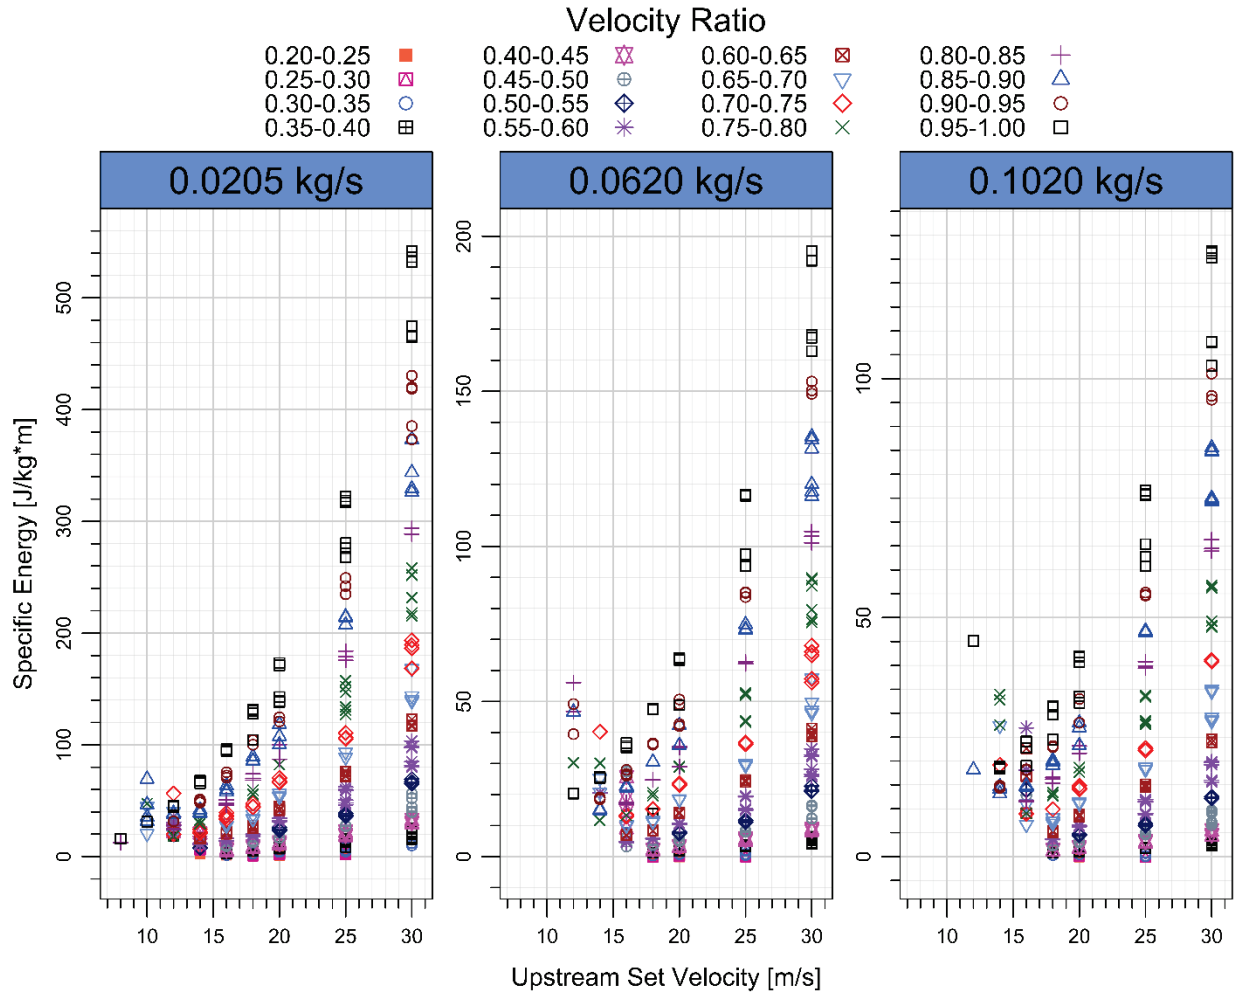 Velocity Ratio
0.20-0.25 0.40-0.45 0.60-0.65 0.80-0.85
0.25-0.30 0.45-0.50 0.65-0.70 0.85-0.90
0.30-0.35 0.50-0.55 0.70-0.75 0.90-0.95
0.35-0.40 0.55-0.60 0.75-0.80 0.95-1.00
0.0205 kg/s 0.0620 kg/s 0.1020 kg/s
Specific Energy [J/kg*m]
500
400
300
200
100
0
200
150
100
50
0
100
50
0
10 15 20 25 30 10 15 20 25 30 10 15 20 25 30
Upstream Set Velocity [m/s]